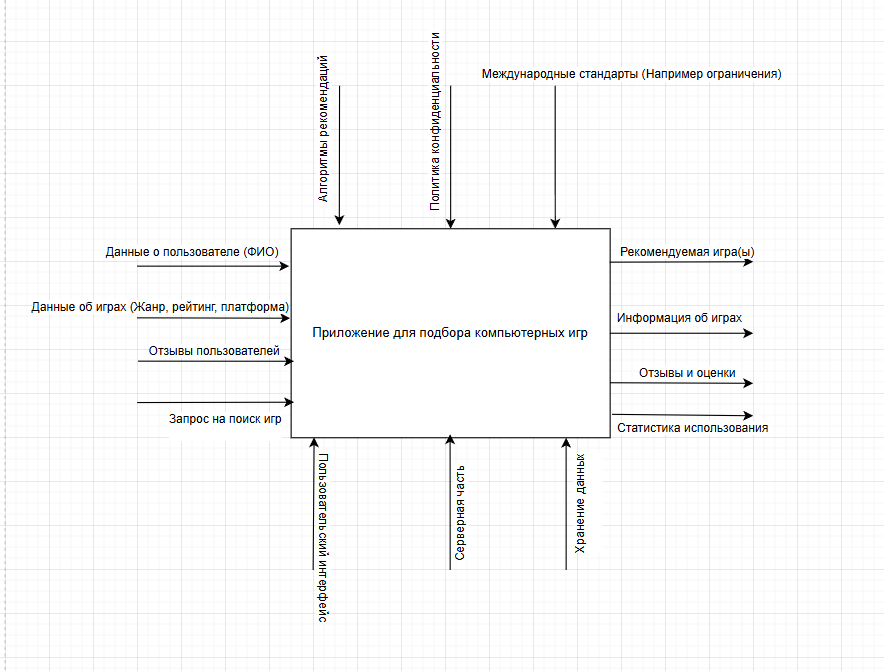 Алгоритмы рекомендаций
Политика конфиденциальности
Международные стандарты (Например ограничения)
Данные о пользователе (ФИО)
Данные об играх (Жанр, рейтинг, платформа)
Отзывы пользователей
Запрос на поиск игр
Приложение для подбора компьютерных игр
Рекомендуемая игра(ы)
Информация об играх
Отзывы и оценки
Статистика использования
Пользовательский интерфейс
Серверная часть
Хранение данных